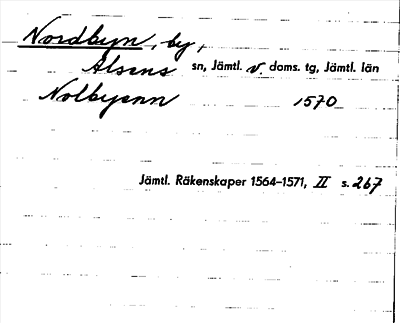 Nordbyn, by,
Alsens sn, Jämtl. v. doms. tg, Jämtl. län
Nolbyenn 1570
Jämtl. Räkenskaper 1564–1571, II s. 267